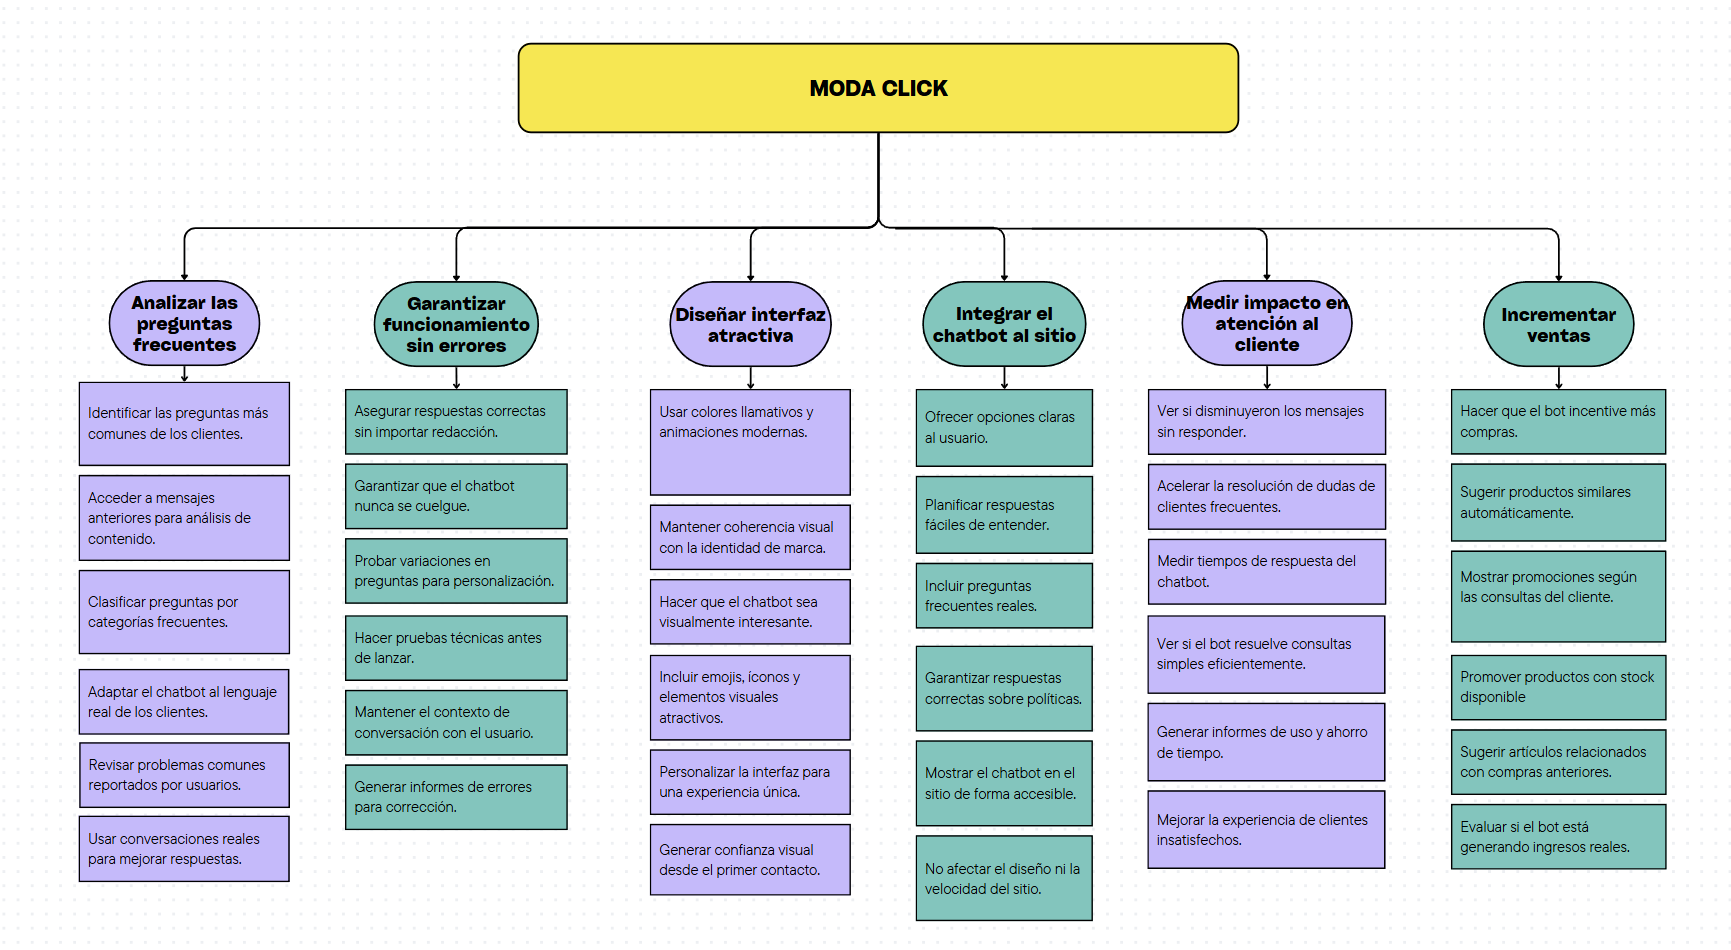 MODA CLICK
Analizar las
preguntas
frecuentes
Identificar las preguntas más
comunes de los clientes.
Acceder a mensajes
anteriores para análisis de
contenido.
Clasificar preguntas por
categorías frecuentes.
Adaptar el chatbot al lenguaje
real de los clientes.
Revisar problemas comunes
reportados por usuarios.
Usar conversaciones reales
para mejorar respuestas.
Garantizar
funcionamiento
sin errores
Asegurar respuestas correctas
sin importar redacción.
Garantizar que el chatbot
nunca se cuelgue.
Probar variaciones en
preguntas para personalización.
Hacer pruebas técnicas antes
de lanzar.
Mantener el contexto de
conversación con el usuario.
Generar informes de errores
para corrección.
Diseñar interfaz
atractiva
Usar colores llamativos y
animaciones modernas.
Mantener coherencia visual
con la identidad de marca.
Hacer que el chatbot sea
visualmente interesante.
Incluir emojis, íconos y
elementos visuales
atractivos.
Personalizar la interfaz para
una experiencia única.
Generar confianza visual
desde el primer contacto.
Integrar el
chatbot al sitio
Ofrecer opciones claras
al usuario.
Planificar respuestas
fáciles de entender.
Incluir preguntas
frecuentes reales.
Garantizar respuestas
correctas sobre políticas.
Mostrar el chatbot en el
sitio de forma accesible.
No afectar el diseño ni la
velocidad del sitio.
Medir impacto en
atención al
cliente
Ver si disminuyeron los mensajes
sin responder.
Acelerar la resolución de dudas de
clientes frecuentes.
Medir tiempos de respuesta del
chatbot.
Ver si el bot resuelve consultas
simples eficientemente.
Generar informes de uso y ahorro
de tiempo.
Mejorar la experiencia de clientes
insatisfechos.
Incrementar
ventas
Hacer que el bot incentive más
compras.
Sugerir productos similares
automáticamente.
Mostrar promociones según
las consultas del cliente.
Promover productos con stock
disponible
Sugerir artículos relacionados
con compras anteriores.
Evaluar si el bot está
generando ingresos reales.